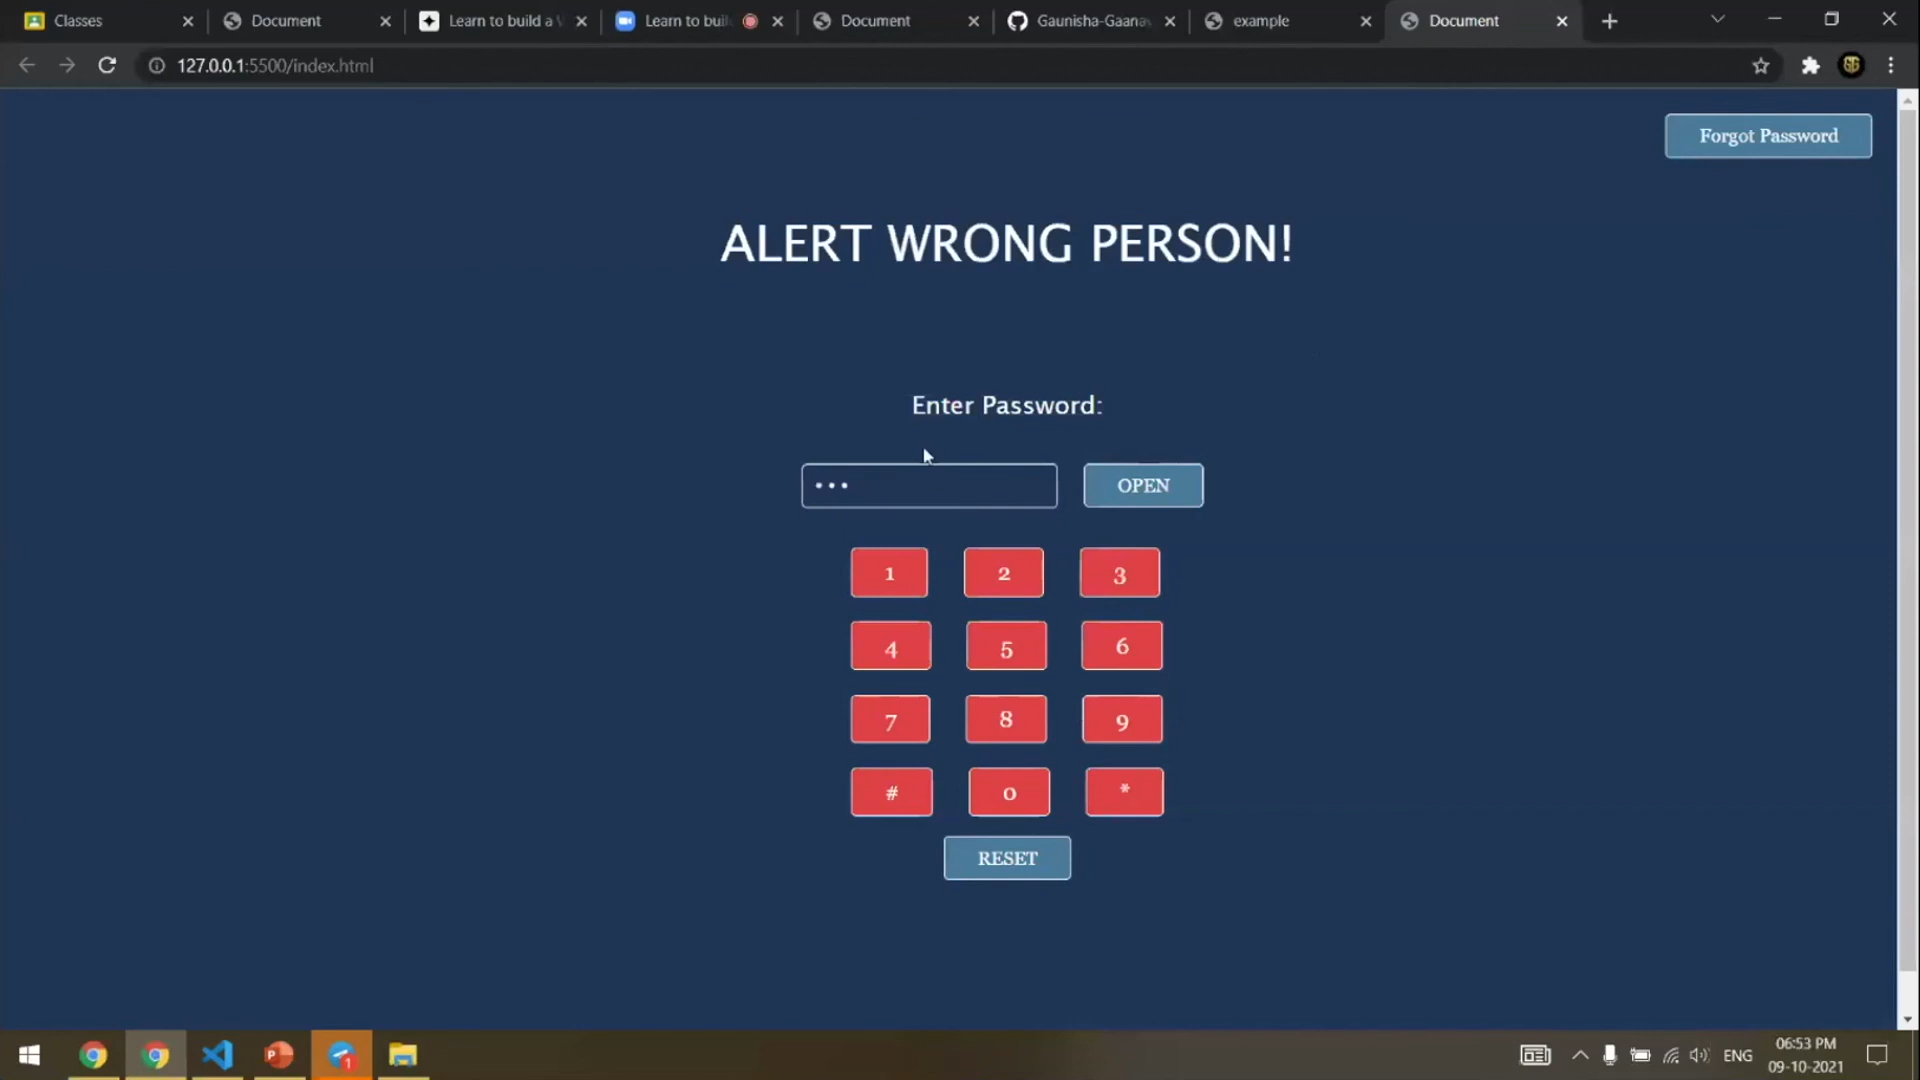 Classes
Document
Learn to build a
Learn to buil
Document
Gaunisha-Gaana
example
Document
127.0.0.1:5500/index.html
Forgot Password
ALERT WRONG PERSON!
Enter Password:
OPEN
1 2 3
4 5 6
7 8 9
# 0 *
RESET
ENG
06:53 PM
09-10-2021